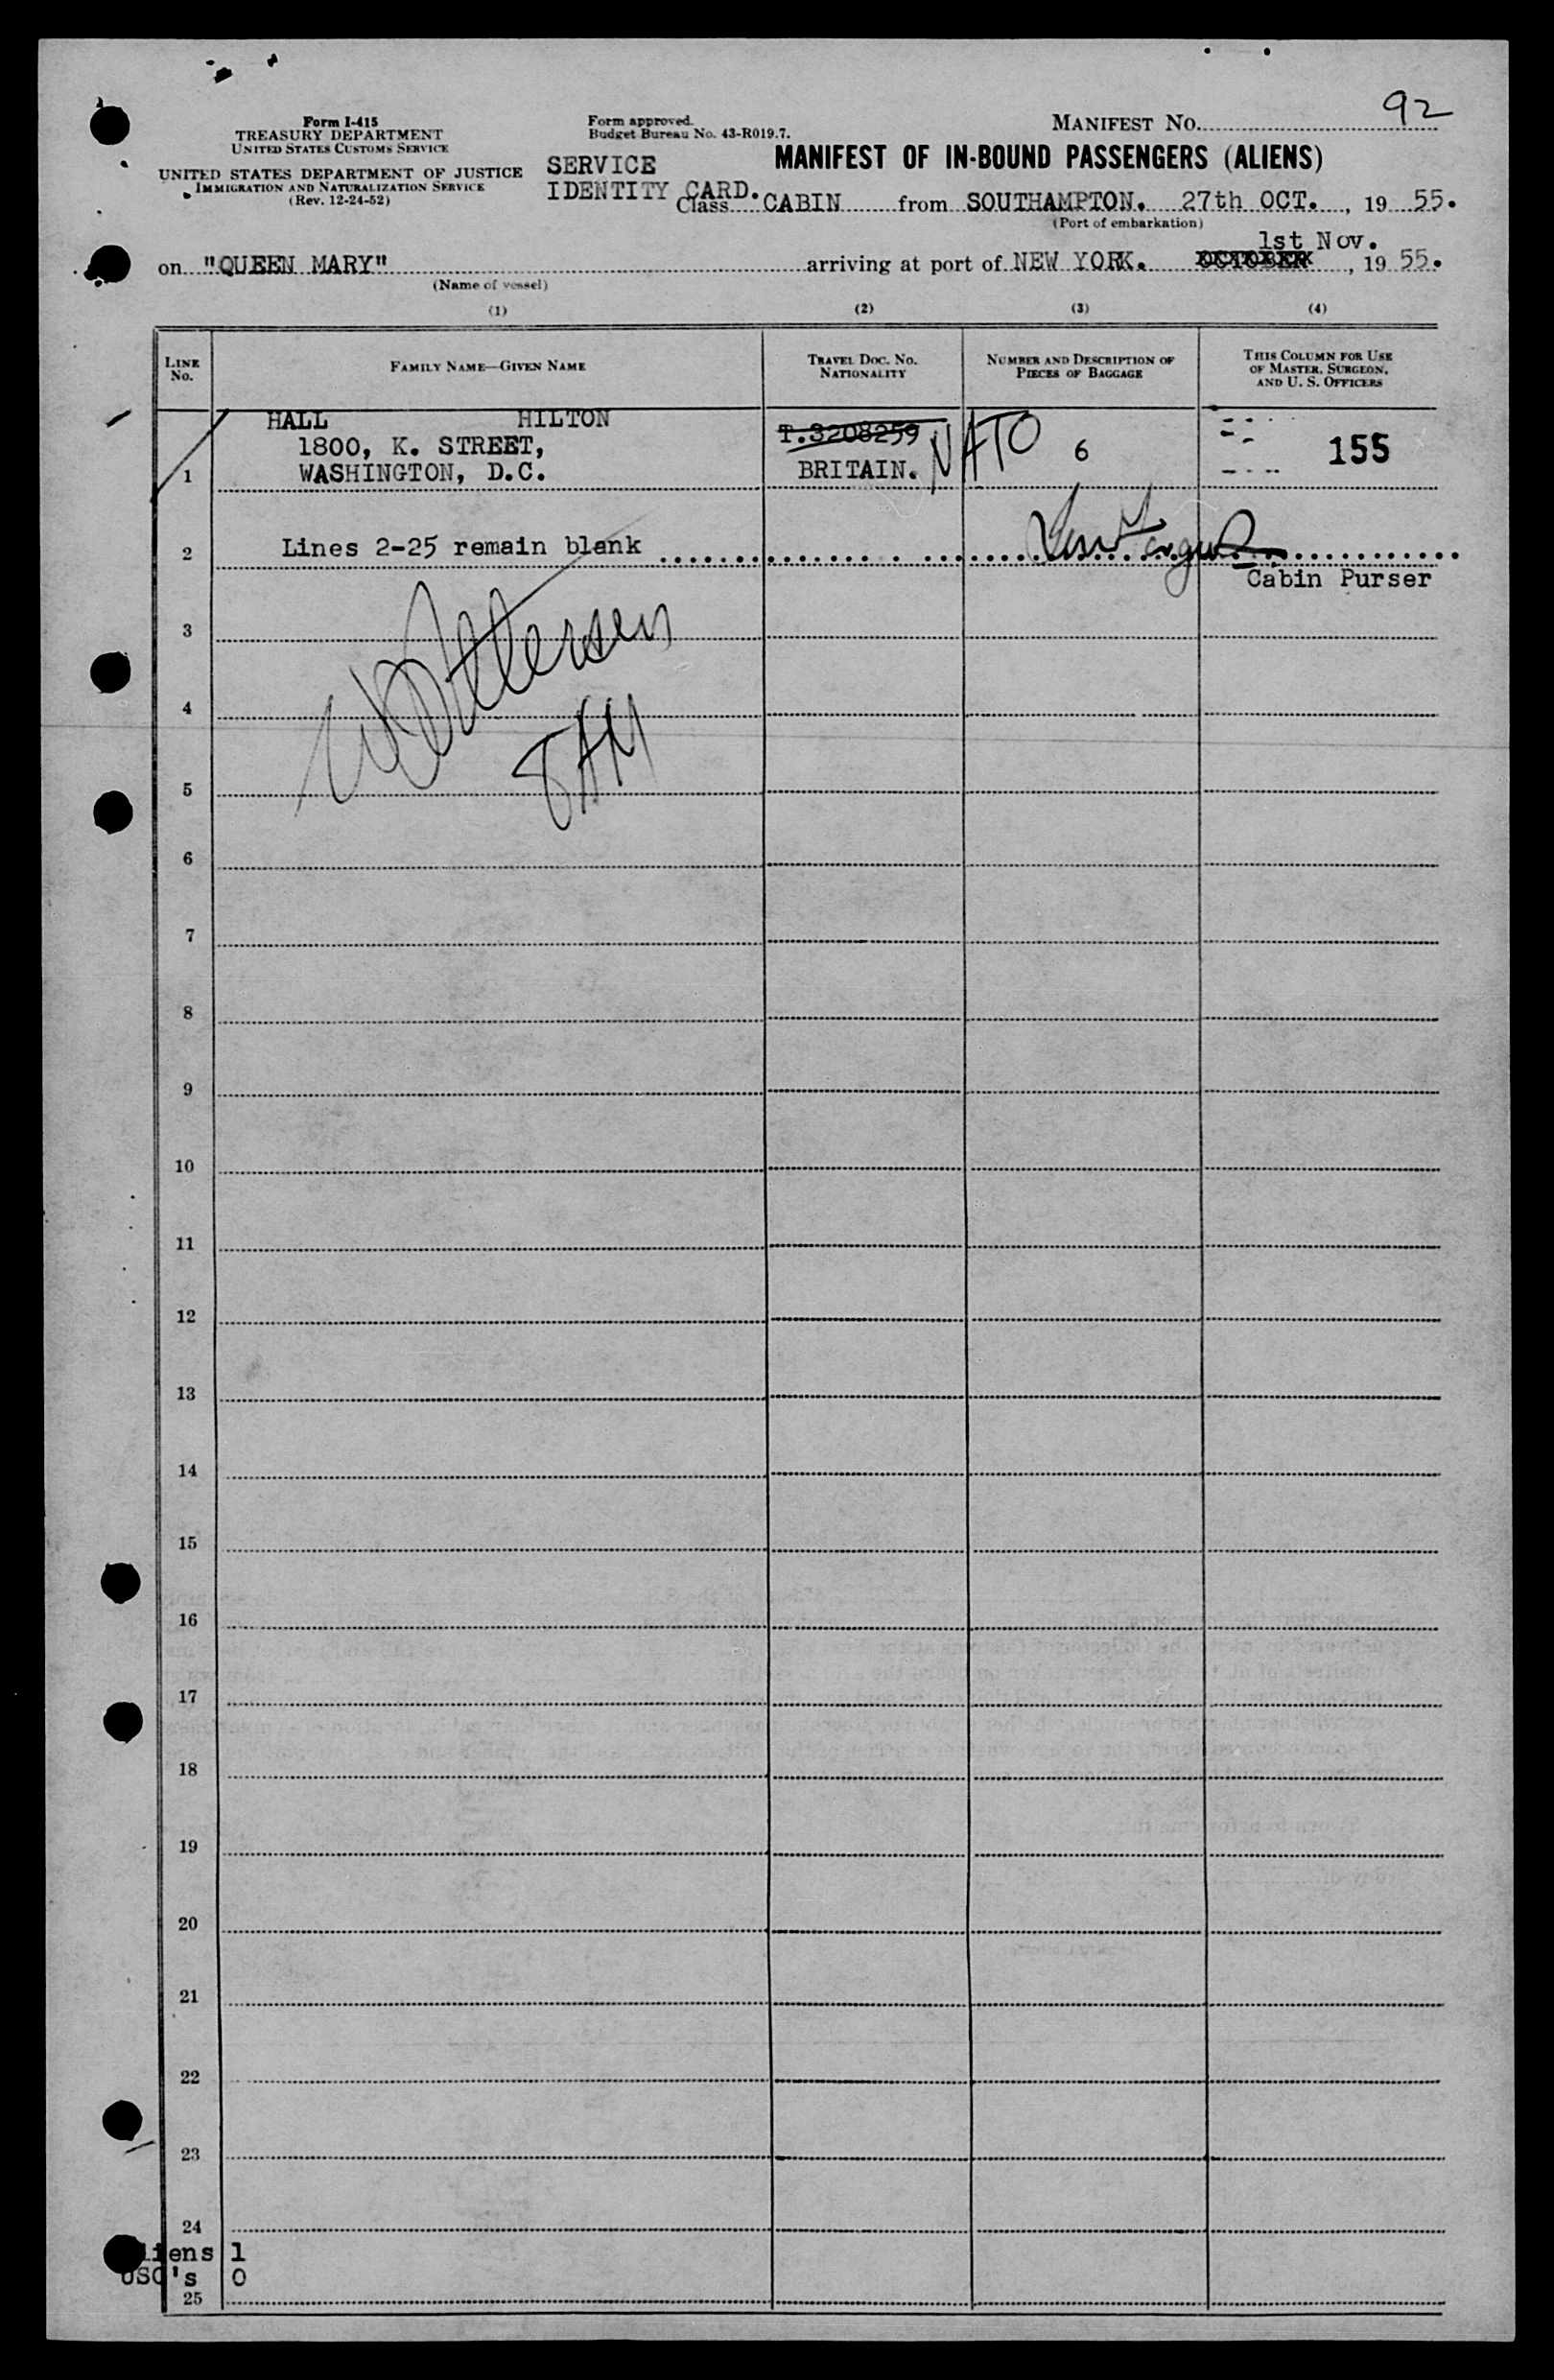 92
Form I-415
TREASURY DEPARTMENT
UNITED STATES CUSTOMS SERVICE
UNITED STATES DEPARTMENT OF JUSTICE
IMMIGRATION AND NATURALIZATION SERVICE
(Rev. 12-24-52)
Form approved.
Budget Bureau No. 43-R019.7.
MANIFEST NO.
MANIFEST OF IN-BOUND PASSENGERS (ALIENS)
SERVICE
IDENTITY CARD.
Class CABIN from SOUTHAMPTON. 27th OCT., 19 55.
(Port of embarkation)
1st Nov.
on "QUEEN MARY" arriving at port of NEW YORK. OCTOBER, 19 55.
(Name of vessel)
(1) (2) (3) (4)
LINE NO. FAMILY NAME—GIVEN NAME TRAVEL DOC. NO. NATIONALITY NUMBER AND DESCRIPTION OF PIECES OF BAGGAGE THIS COLUMN FOR USE OF MASTER, SURGEON, AND U. S. OFFICERS
HALL HILTON T.3208259 NATO
1800, K. STREET, 6 155
1 WASHINGTON, D.C. BRITAIN.
2 Lines 2-25 remain blank
Cabin Purser
3
4
5
6
7
8
9
10
11
12
13
14
15
16
17
18
19
20
21
22
23
24
liens 1
USC's 0
25